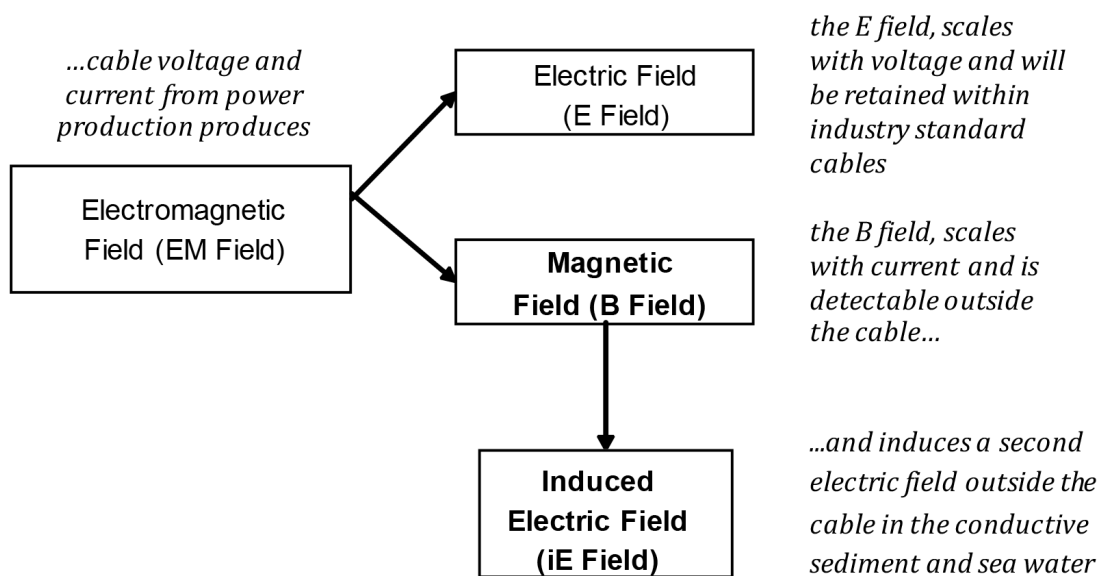 ...cable voltage and
current from power
production produces
Electromagnetic
Field (EM Field)
Electric Field
(E Field)
the E field, scales
with voltage and will
be retained within
industry standard
cables
Magnetic
Field (B Field)
the B field, scales
with current and is
detectable outside
the cable...
Induced
Electric Field
(iE Field)
...and induces a second
electric field outside the
cable in the conductive
sediment and sea water